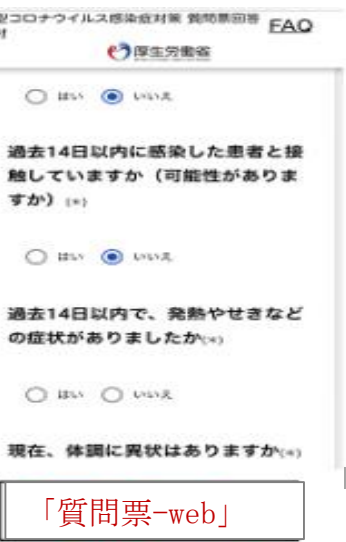 コロナウイルス感染症対策 質問票回答
FAQ
厚生労働省
はい いいえ
過去14日以内に感染した患者と接
触していますか（可能性がありま
すか）(*)
はい いいえ
過去14日以内で、発熱やせきなど
の症状がありましたか(*)
はい いいえ
現在、体調に異状はありますか(*)
「質問票-web」